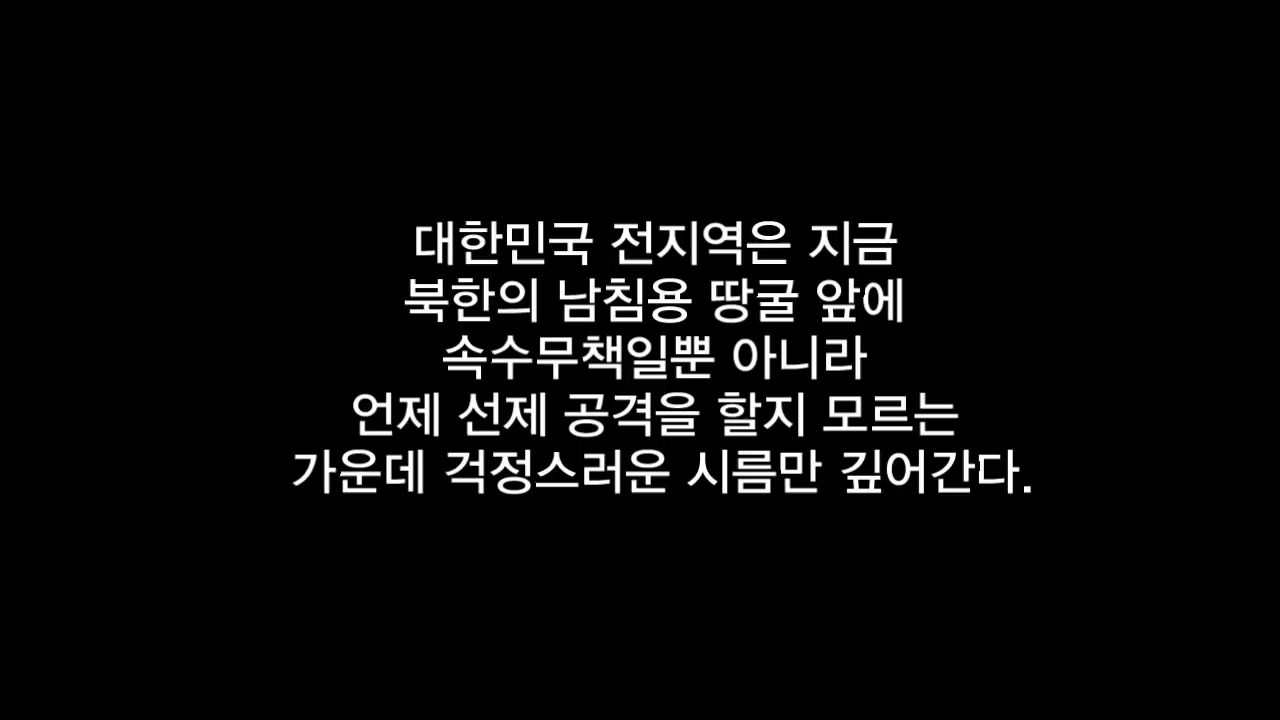 대한민국 전지역은 지금
북한의 남침용 땅굴 앞에
속수무책일뿐 아니라
언제 선제 공격을 할지 모르는
가운데 걱정스러운 시름만 깊어간다.